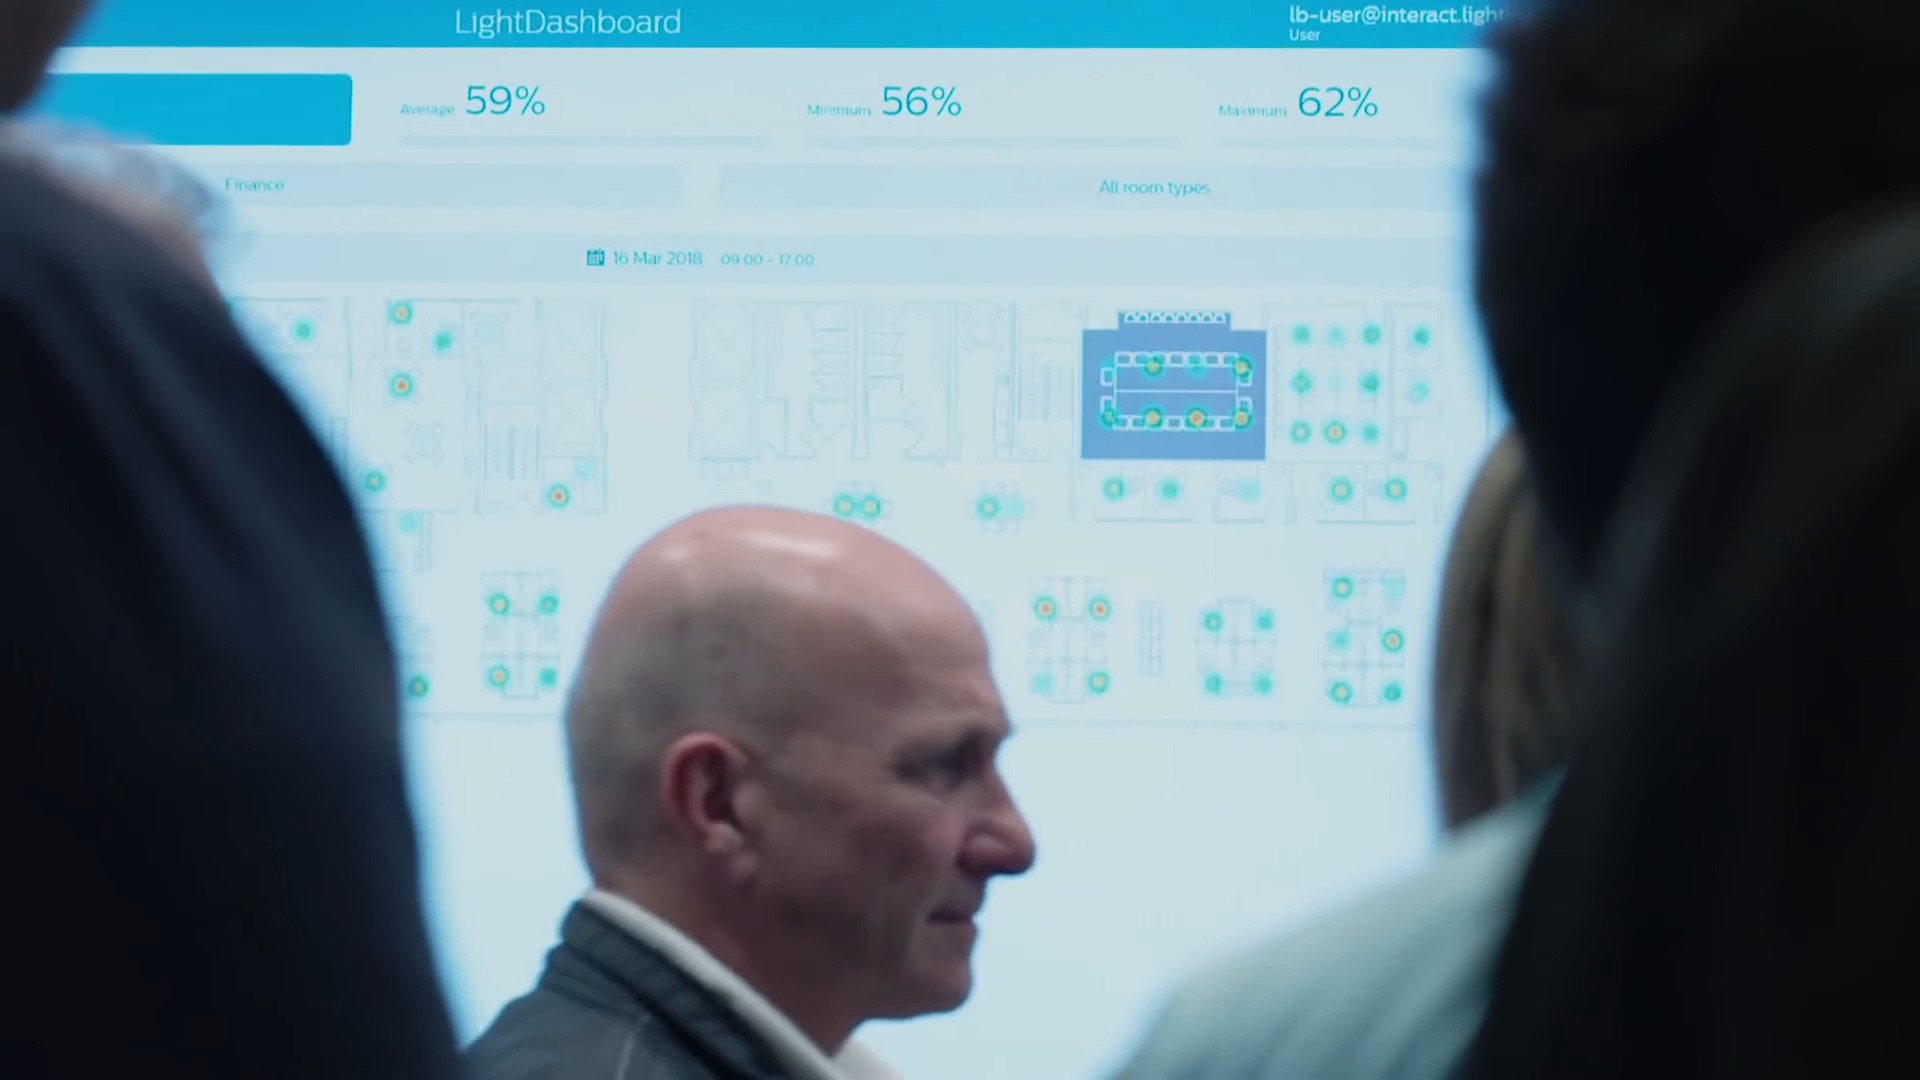 LightDashboard
lb-user@interact.light
User
Average 59%
Minimum 56%
Maximum 62%
Finance
All room types
16 Mar 2018 09:00 - 17:00